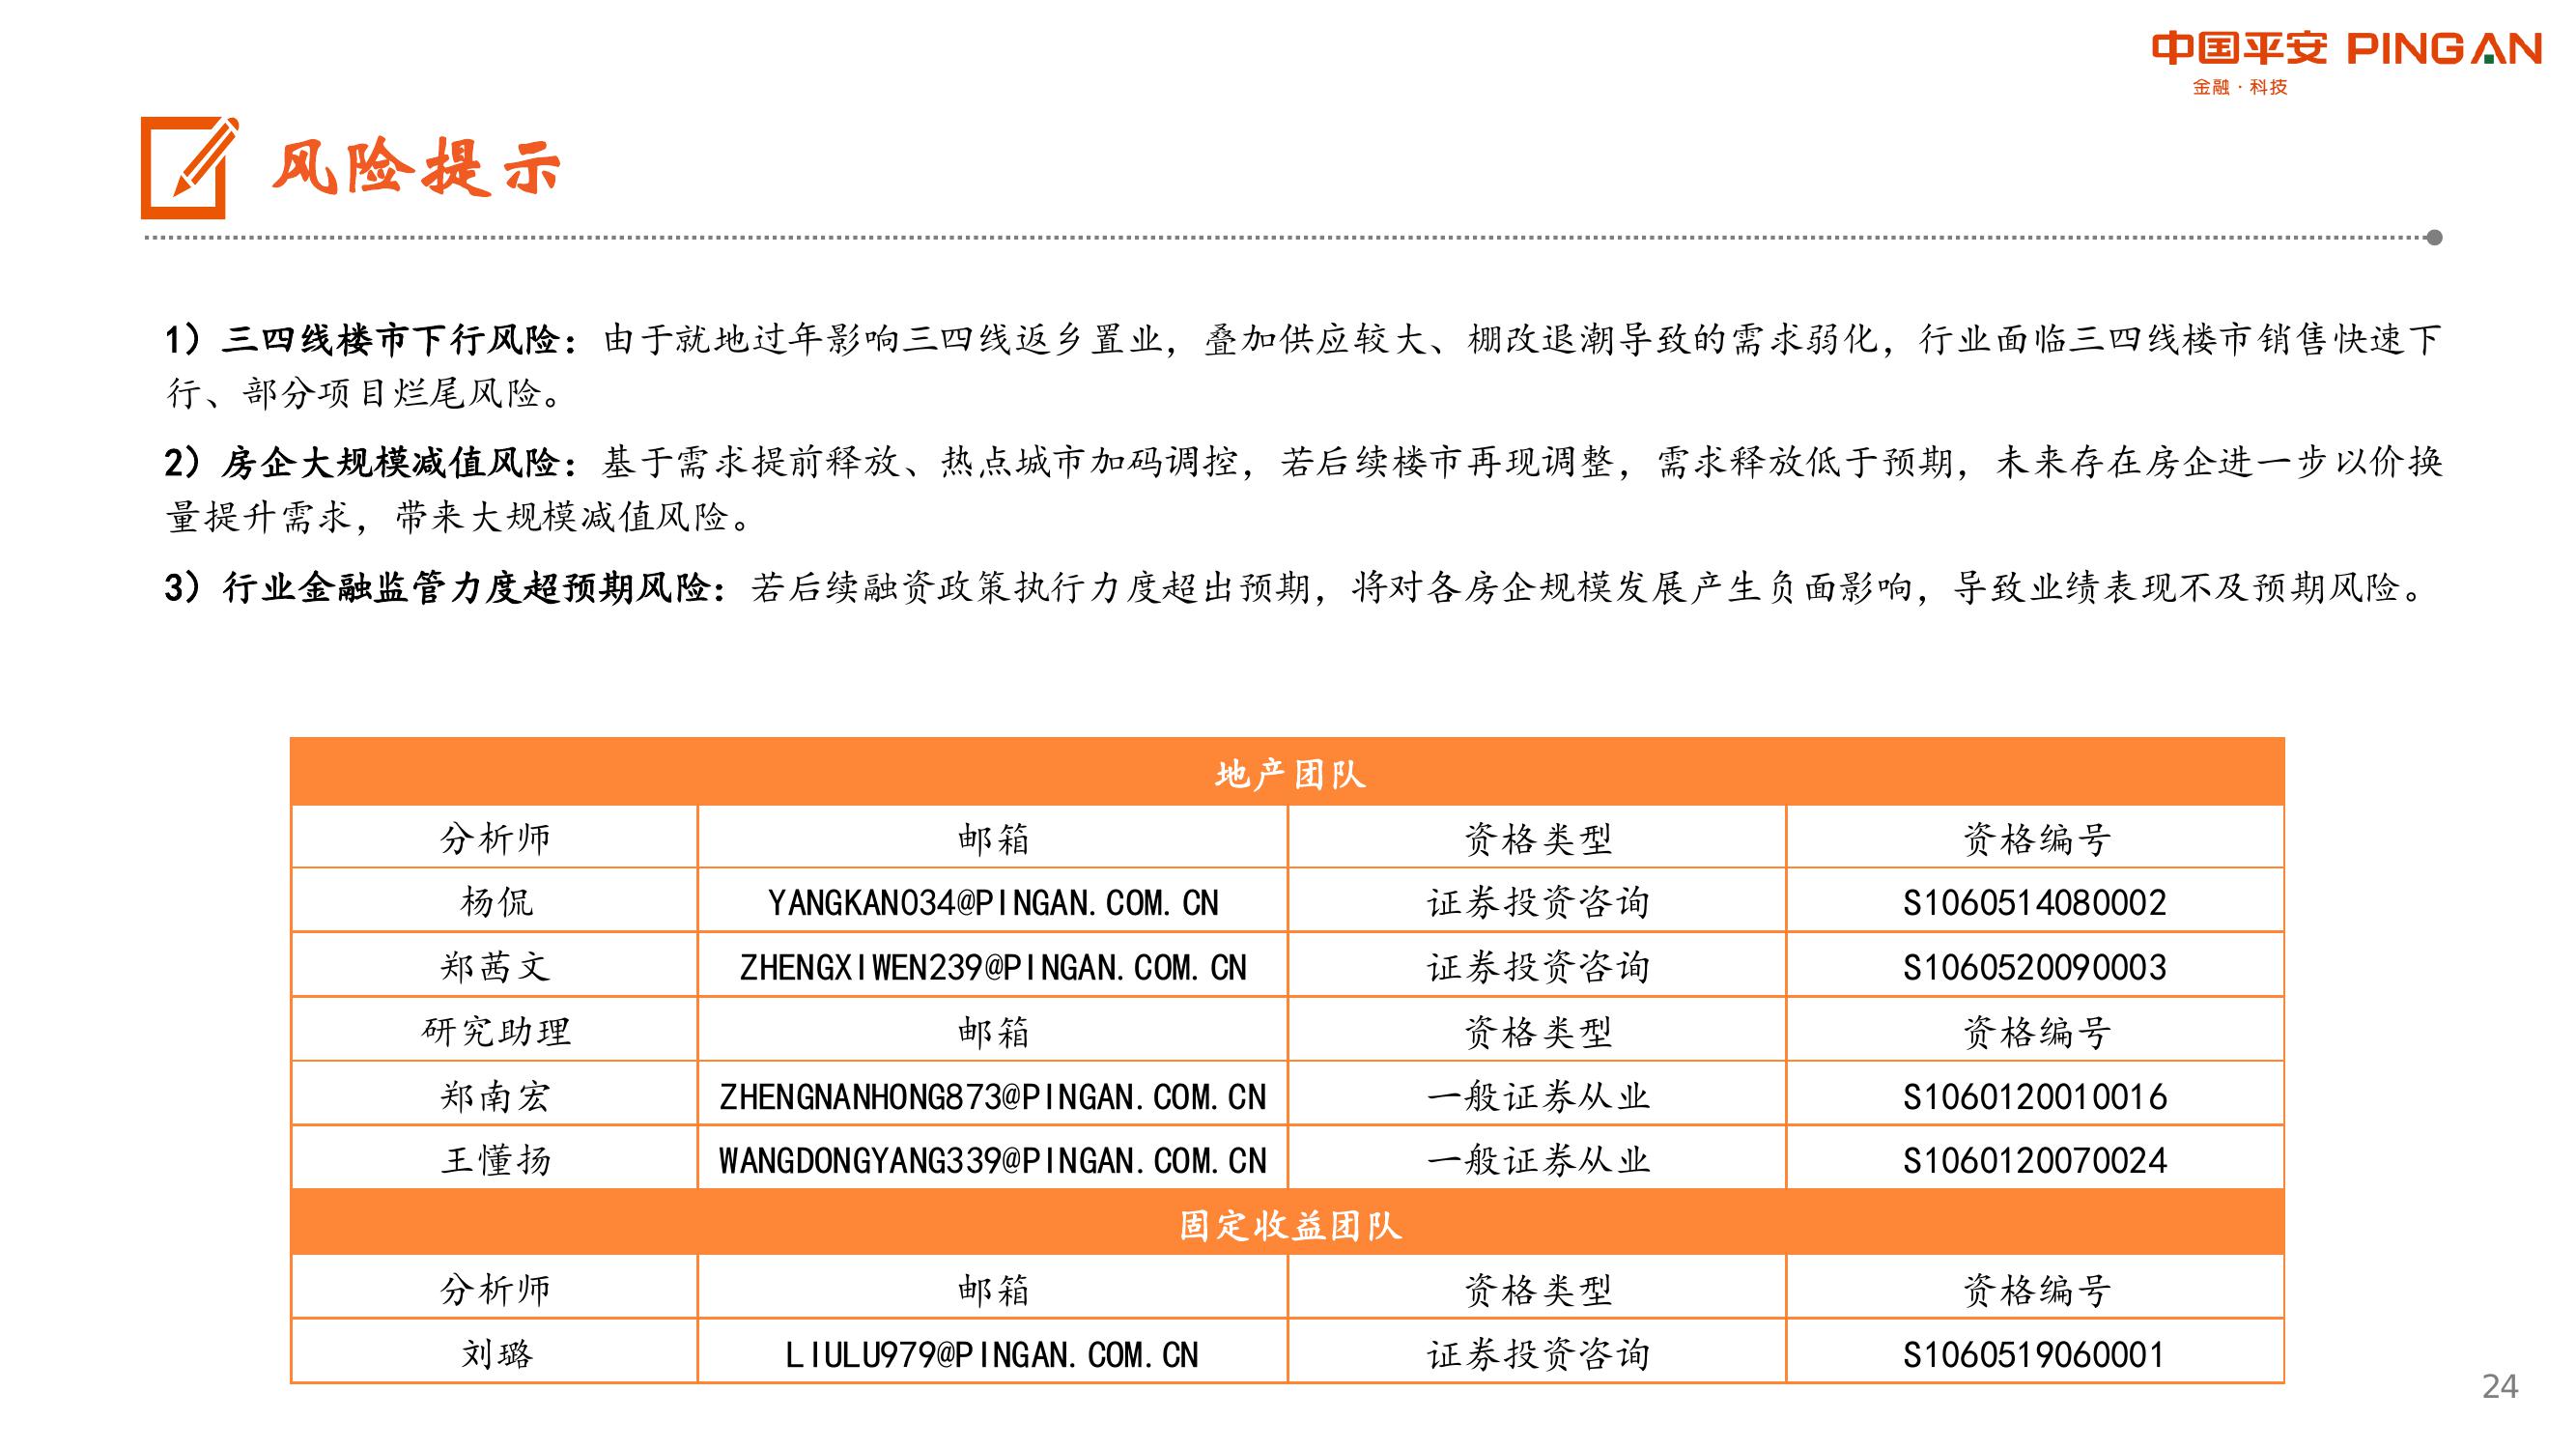 中国平安 PINGAN
金融·科技
风险提示
1）三四线楼市下行风险：由于就地过年影响三四线返乡置业，叠加供应较大、棚改退潮导致的需求弱化，行业面临三四线楼市销售快速下
行、部分项目烂尾风险。
2）房企大规模减值风险：基于需求提前释放、热点城市加码调控，若后续楼市再现调整，需求释放低于预期，未来存在房企进一步以价换
量提升需求，带来大规模减值风险。
3）行业金融监管力度超预期风险：若后续融资政策执行力度超出预期，将对各房企规模发展产生负面影响，导致业绩表现不及预期风险。
地产团队
分析师 邮箱 资格类型 资格编号
杨侃 YANGKAN034@PINGAN.COM.CN 证券投资咨询 S1060514080002
郑茜文 ZHENGXIWEN239@PINGAN.COM.CN 证券投资咨询 S1060520090003
研究助理 邮箱 资格类型 资格编号
郑南宏 ZHENGNANHONG873@PINGAN.COM.CN 一般证券从业 S1060120010016
王懂扬 WANGDONGYANG339@PINGAN.COM.CN 一般证券从业 S1060120070024
固定收益团队
分析师 邮箱 资格类型 资格编号
刘璐 LIULU979@PINGAN.COM.CN 证券投资咨询 S1060519060001
24